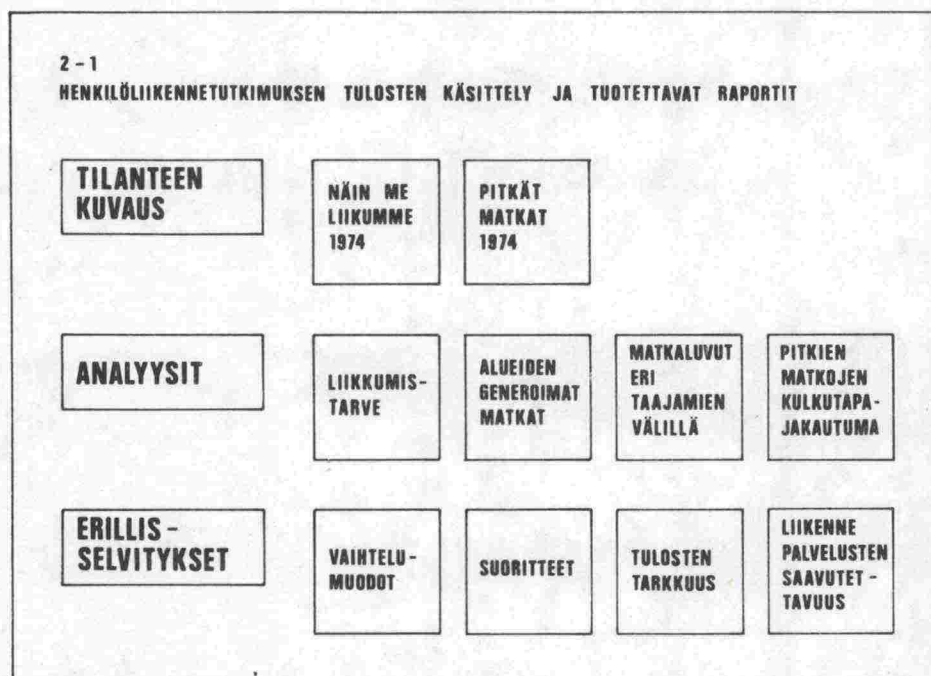 2-1
HENKILÖLIIKENNETUTKIMUKSEN TULOSTEN KÄSITTELY JA TUOTETTAVAT RAPORTIT
TILANTEEN
KUVAUS
NÄIN ME
LIIKUMME
1974
PITKÄT
MATKAT
1974
ANALYYSIT
LIIKKUMIS-
TARVE
ALUEIDEN
GENEROIMAT
MATKAT
MATKALUVUT
ERI
TAAJAMIEN
VÄLILLÄ
PITKIEN
MATKOJEN
KULKUTAPA-
JAKAUTUMA
ERILLIS-
SELVITYKSET
VAIHTELU-
MUODOT
SUORITTEET
TULOSTEN
TARKKUUS
LIIKENNE
PALVELUSTEN
SAAVUTET-
TAVUUS